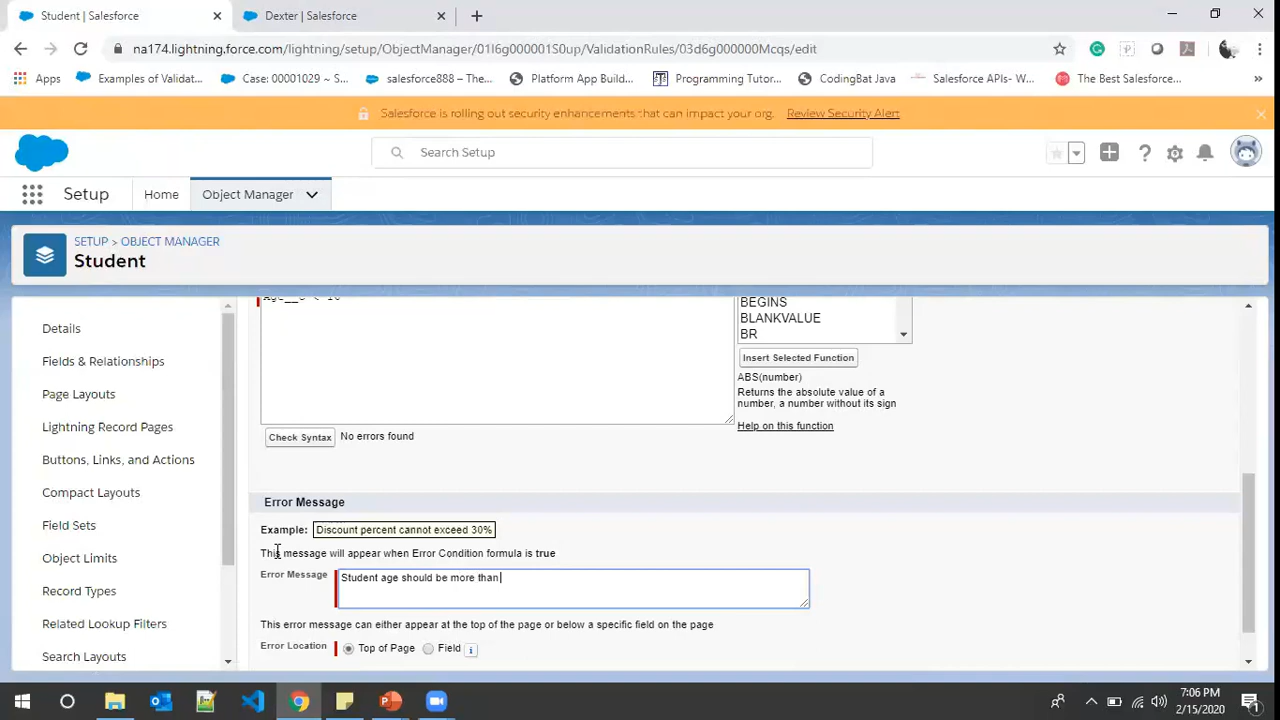 Student | Salesforce
Dexter | Salesforce
na174.lightning.force.com/lightning/setup/ObjectManager/01I6g000001S0up/ValidationRules/03d6g000000Mcqs/edit
Apps Examples of Validat... Case: 00001029 ~ S... salesforce888 – The... Platform App Build... Programming Tutor... CodingBat Java Salesforce APIs- W... The Best Salesforce... »
Salesforce is rolling out security enhancements that can impact your org. Review Security Alert
Search Setup
Setup Home Object Manager
SETUP > OBJECT MANAGER
Student
Details
Fields & Relationships
Page Layouts
Lightning Record Pages
Buttons, Links, and Actions
Compact Layouts
Field Sets
Object Limits
Record Types
Related Lookup Filters
Search Layouts
BEGINS
BLANKVALUE
BR
Insert Selected Function
ABS(number)
Returns the absolute value of a
number, a number without its sign
Help on this function
Check Syntax No errors found
Error Message
Example: Discount percent cannot exceed 30%
This message will appear when Error Condition formula is true
Error Message Student age should be more than
This error message can either appear at the top of the page or below a specific field on the page
Error Location Top of Page Field i
7:06 PM
2/15/2020